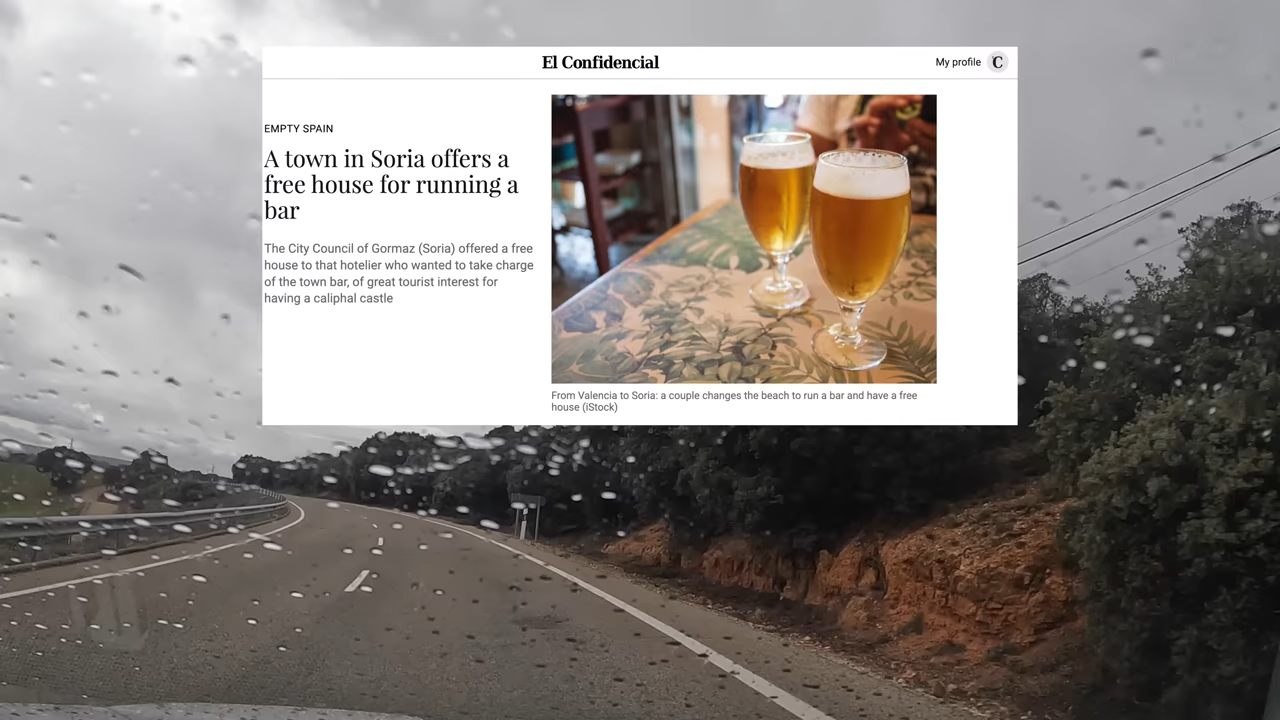 El Confidencial
My profile
C
EMPTY SPAIN
A town in Soria offers a
free house for running a
bar
The City Council of Gormaz (Soria) offered a free
house to that hotelier who wanted to take charge
of the town bar, of great tourist interest for
having a caliphal castle
From Valencia to Soria: a couple changes the beach to run a bar and have a free
house (iStock)